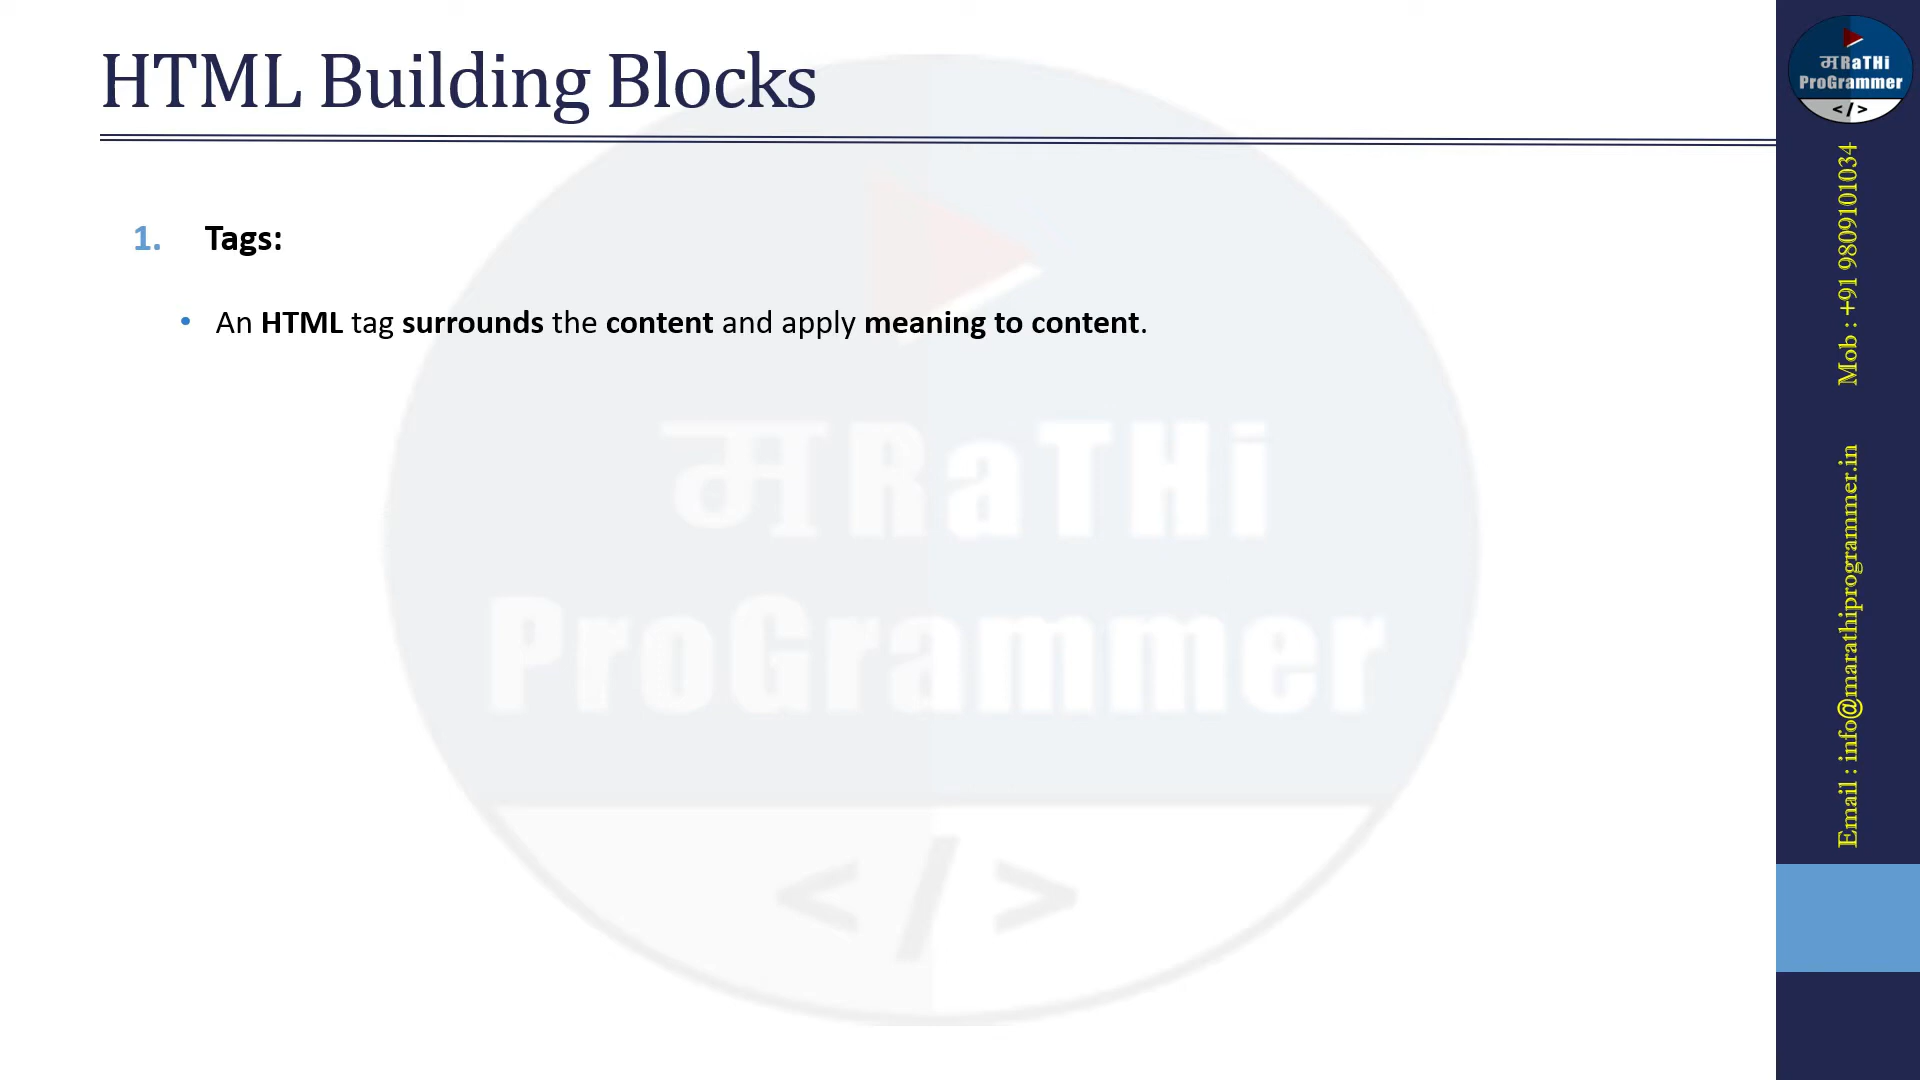 HTML Building Blocks
1. Tags:
• An HTML tag surrounds the content and apply meaning to content.
मRaTHi
ProGrammer
</>
मRaTHi
ProGrammer
</>
Mob : +91 9809101034
Email : info@marathiprogrammer.in